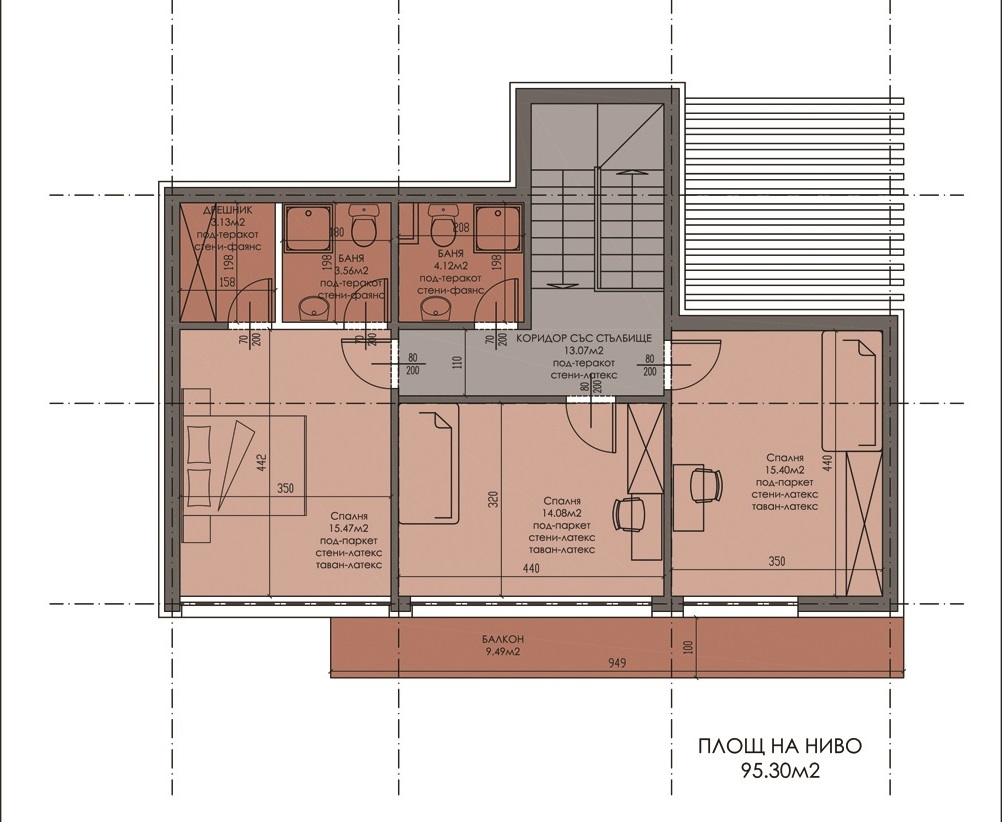 ДРЕШНИК
3.13м2
под-теракот
стени-фаянс
198
158
70
200
180
198
БАНЯ
3.56м2
под-теракот
стени-фаянс
70
200
208
198
БАНЯ
4.12м2
под-теракот
стени-фаянс
70
200
80
200
110
КОРИДОР СЪС СТЪЛБИЩЕ
13.07м2
под-теракот
стени-латекс
80
200
80
200
442
350
Спалня
15.47м2
под-паркет
стени-латекс
таван-латекс
320
Спалня
14.08м2
под-паркет
стени-латекс
таван-латекс
440
Спалня
15.40м2
под-паркет
стени-латекс
таван-латекс
440
350
БАЛКОН
9.49м2
949
100
ПЛОЩ НА НИВО
95.30м2